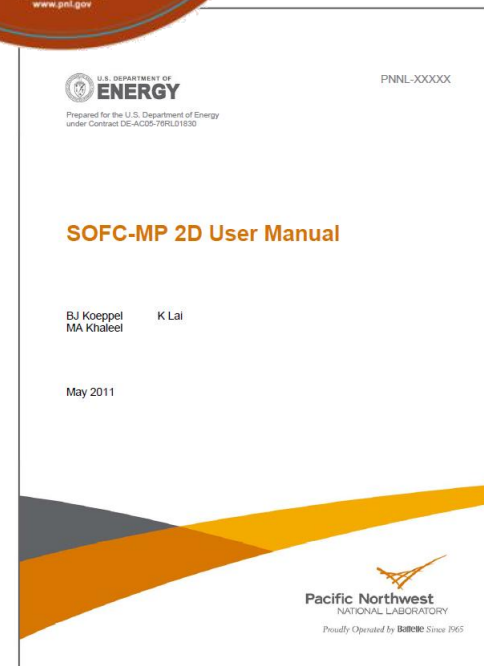 www.pnl.gov
U.S. DEPARTMENT OF
ENERGY
PNNL-XXXXX
Prepared for the U.S. Department of Energy
under Contract DE-AC05-76RL01830
SOFC-MP 2D User Manual
BJ Koeppel K Lai
MA Khaleel
May 2011
Pacific Northwest
NATIONAL LABORATORY
Proudly Operated by Battelle Since 1965